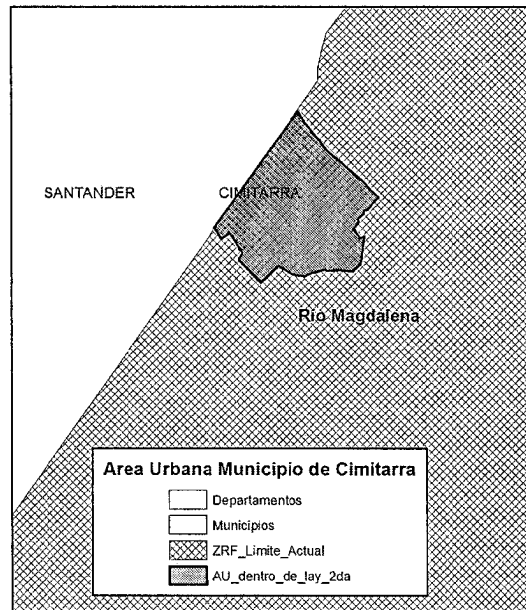 SANTANDER
CIMITARRA
Río Magdalena
Area Urbana Municipio de Cimitarra
Departamentos
Municipios
ZRF_Limite_Actual
AU_dentro_de_lay_2da